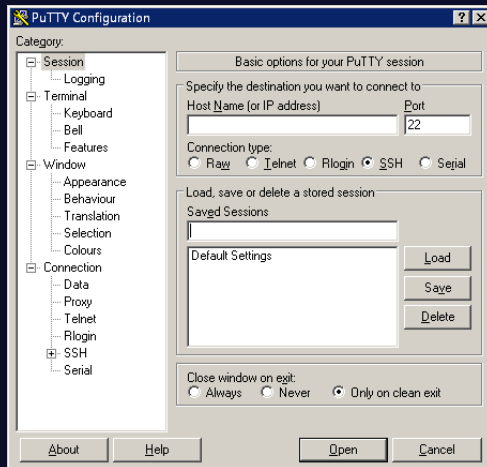 PuTTY Configuration
Category:
Session
Logging
Terminal
Keyboard
Bell
Features
Window
Appearance
Behaviour
Translation
Selection
Colours
Connection
Data
Proxy
Telnet
Rlogin
SSH
Serial
Basic options for your PuTTY session
Specify the destination you want to connect to
Host Name (or IP address) Port
22
Connection type:
Raw Telnet Rlogin SSH Serial
Load, save or delete a stored session
Saved Sessions
Default Settings
Load
Save
Delete
Close window on exit:
Always Never Only on clean exit
About Help Open Cancel